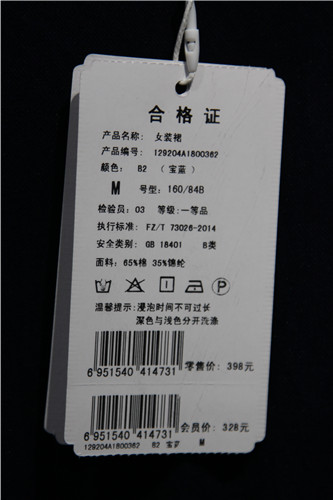 合格证
产品名称: 女装裙
产品编号: 129204A1800362
颜色: B2 （宝蓝）
M 号型: 160/84B
检验员: 03 等级: 一等品
执行标准: FZ/T 73026-2014
安全类别: GB 18401 B类
面料: 65%棉 35%锦纶
温馨提示:浸泡时间不可过长
深色与浅色分开洗涤
零售价: 398元
6 951540 414731
会员价: 328元
6 951540 414731
129204A1800362 B2 宝蓝 M